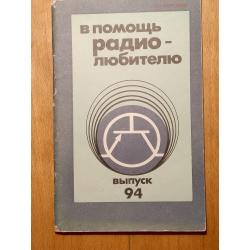 в помощь
радио-
любителю
выпуск
94